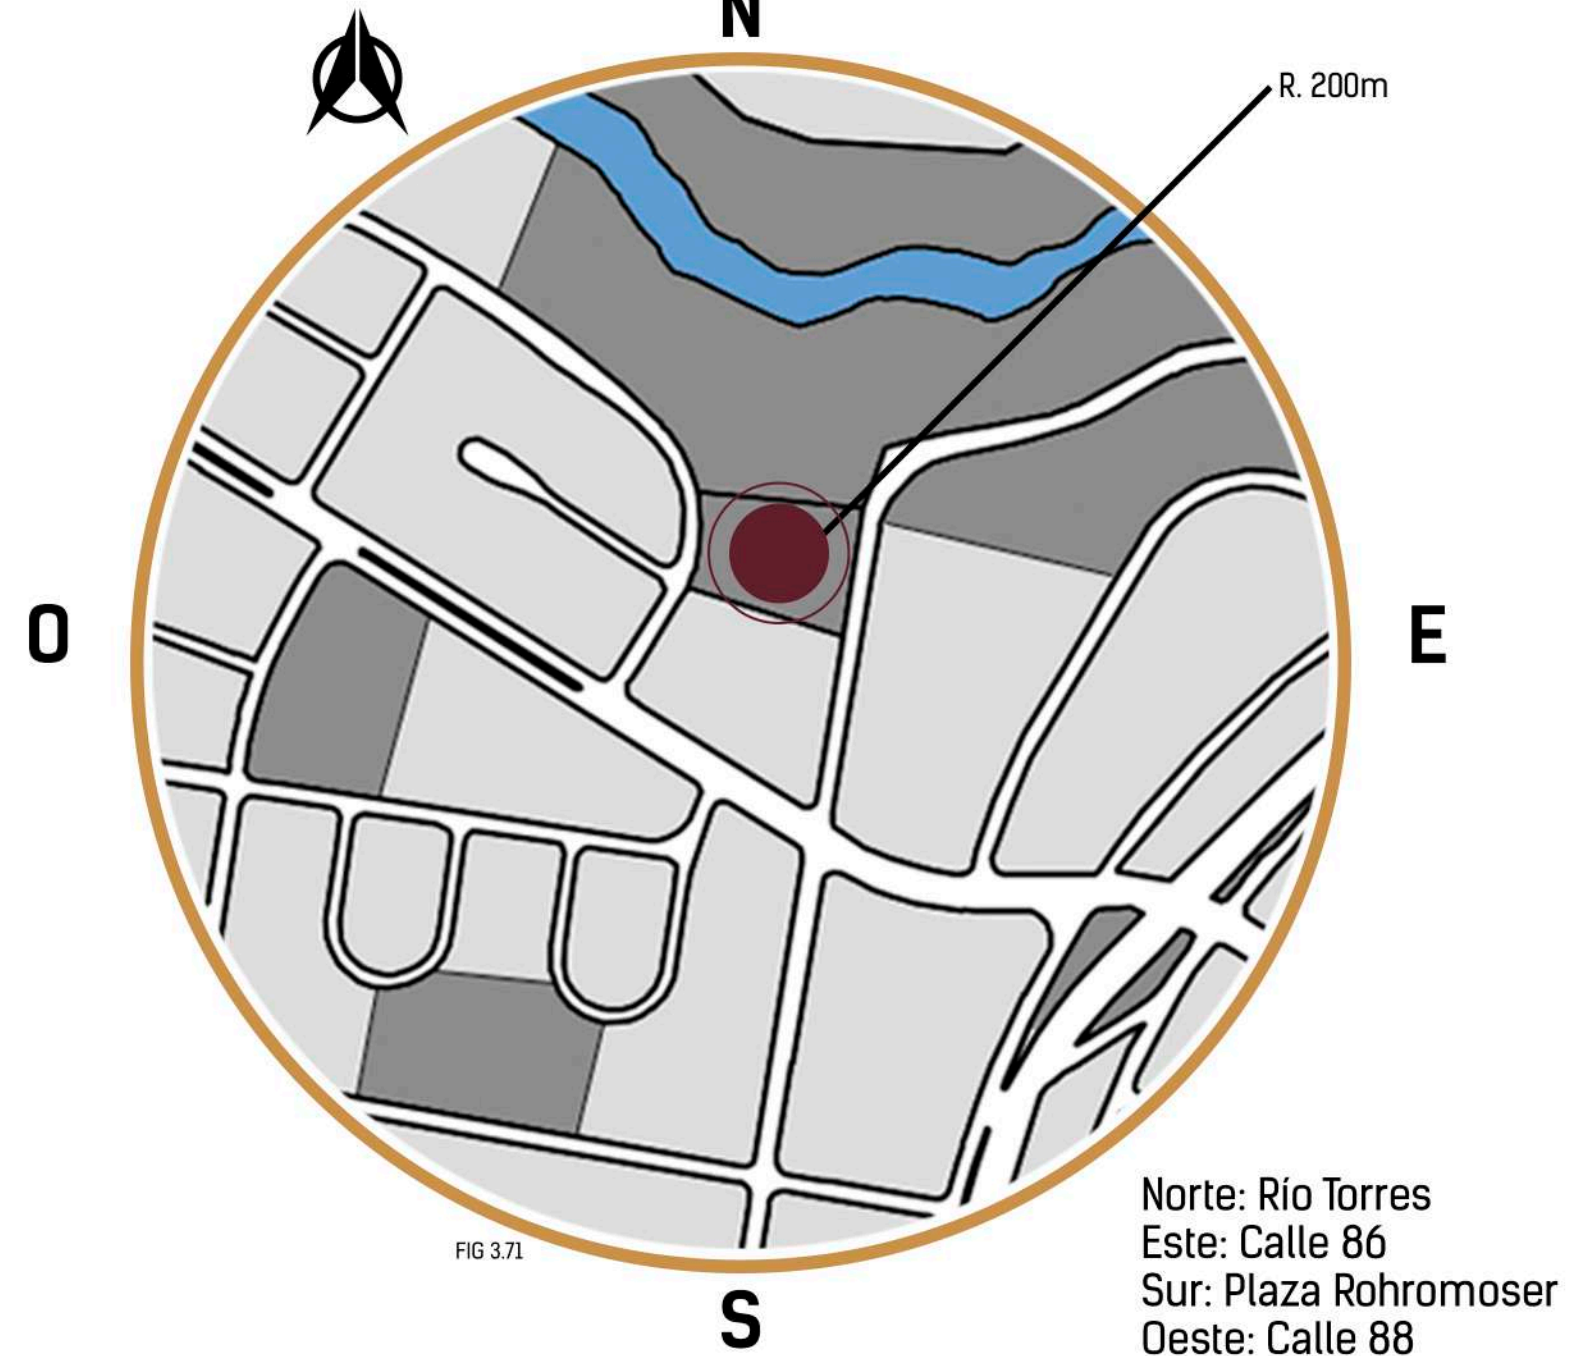 N
R. 200m
O
E
Norte: Río Torres
Este: Calle 86
Sur: Plaza Rohromoser
Oeste: Calle 88
FIG 3.71
S